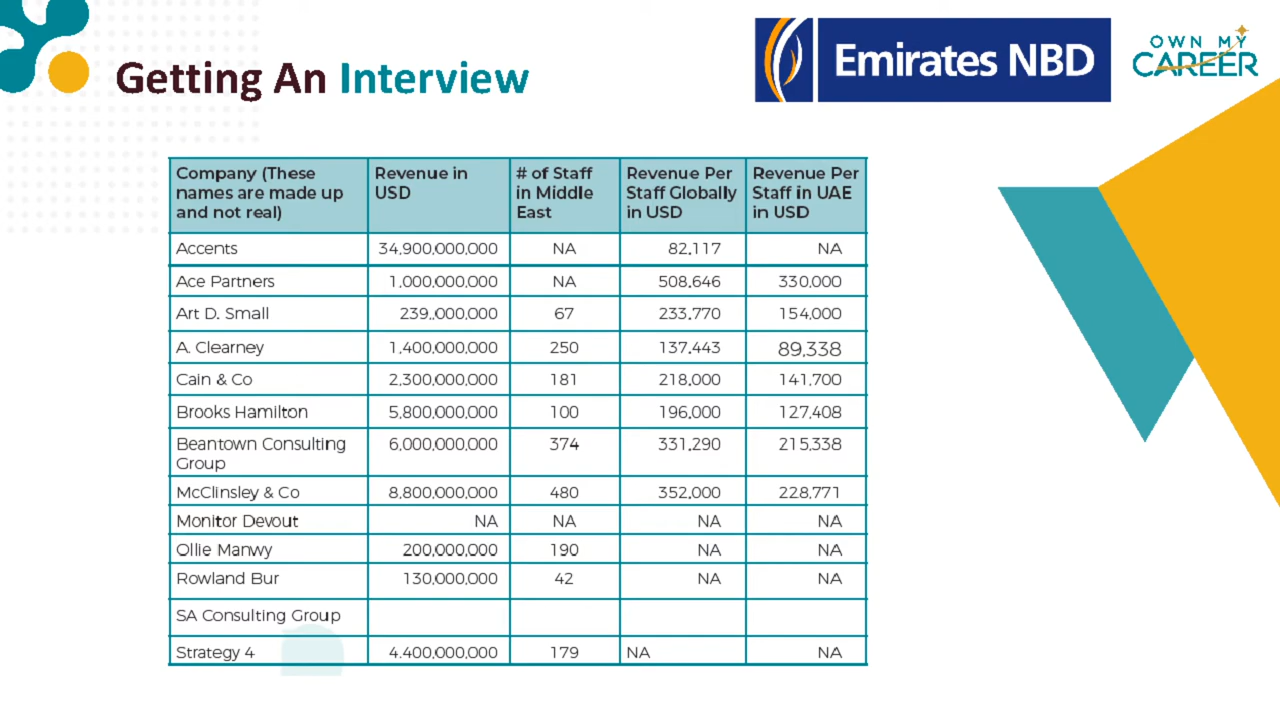 Getting An Interview
Emirates NBD
OWN MY
CAREER
Company (These names are made up and not real) Revenue in USD # of Staff in Middle East Revenue Per Staff Globally in USD Revenue Per Staff in UAE in USD
Accents 34,900,000,000 NA 82,117 NA
Ace Partners 1,000,000,000 NA 508,646 330,000
Art D. Small 239,,000,000 67 233,770 154,000
A. Clearney 1,400,000,000 250 137,443 89,338
Cain & Co 2,300,000,000 181 218,000 141,700
Brooks Hamilton 5,800,000,000 100 196,000 127,408
Beantown Consulting Group 6,000,000,000 374 331,290 215,338
McClinsley & Co 8,800,000,000 480 352,000 228,771
Monitor Devout NA NA NA NA
Ollie Manwy 200,000,000 190 NA NA
Rowland Bur 130,000,000 42 NA NA
SA Consulting Group
Strategy 4 4.400,000,000 179 NA NA